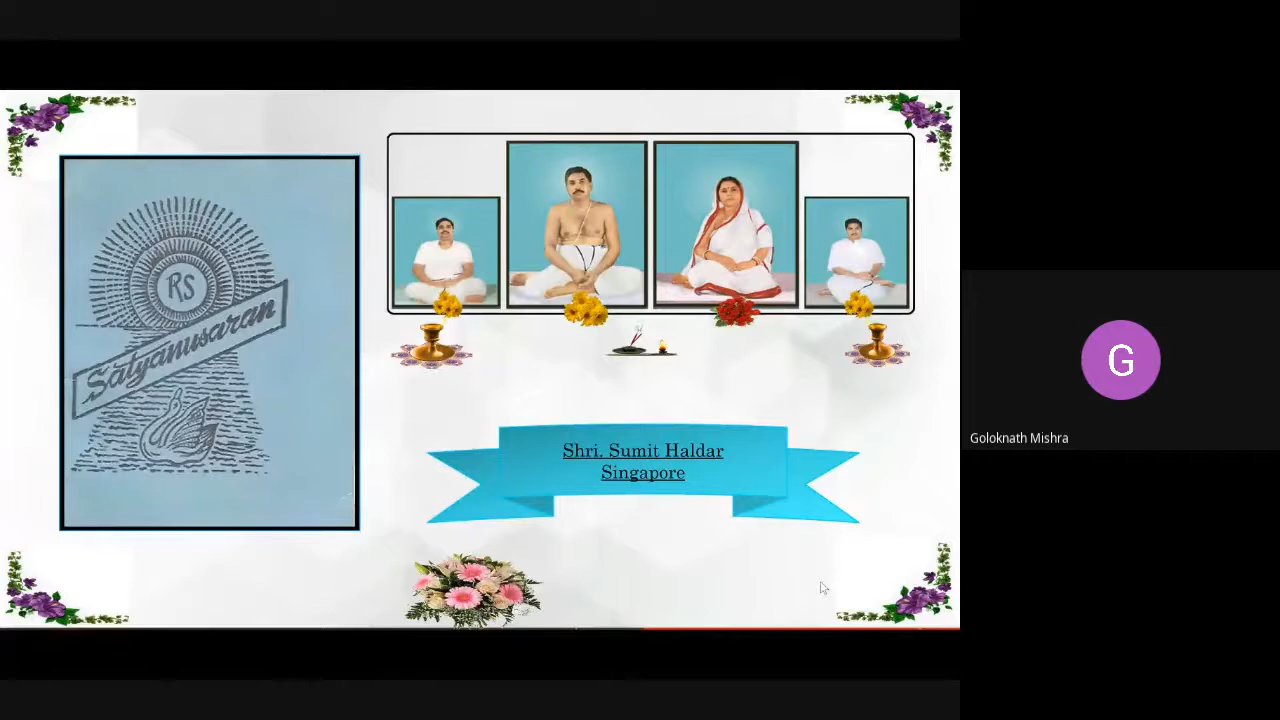 RS
Satyanusaran
Shri. Sumit Haldar
Singapore
G
Goloknath Mishra